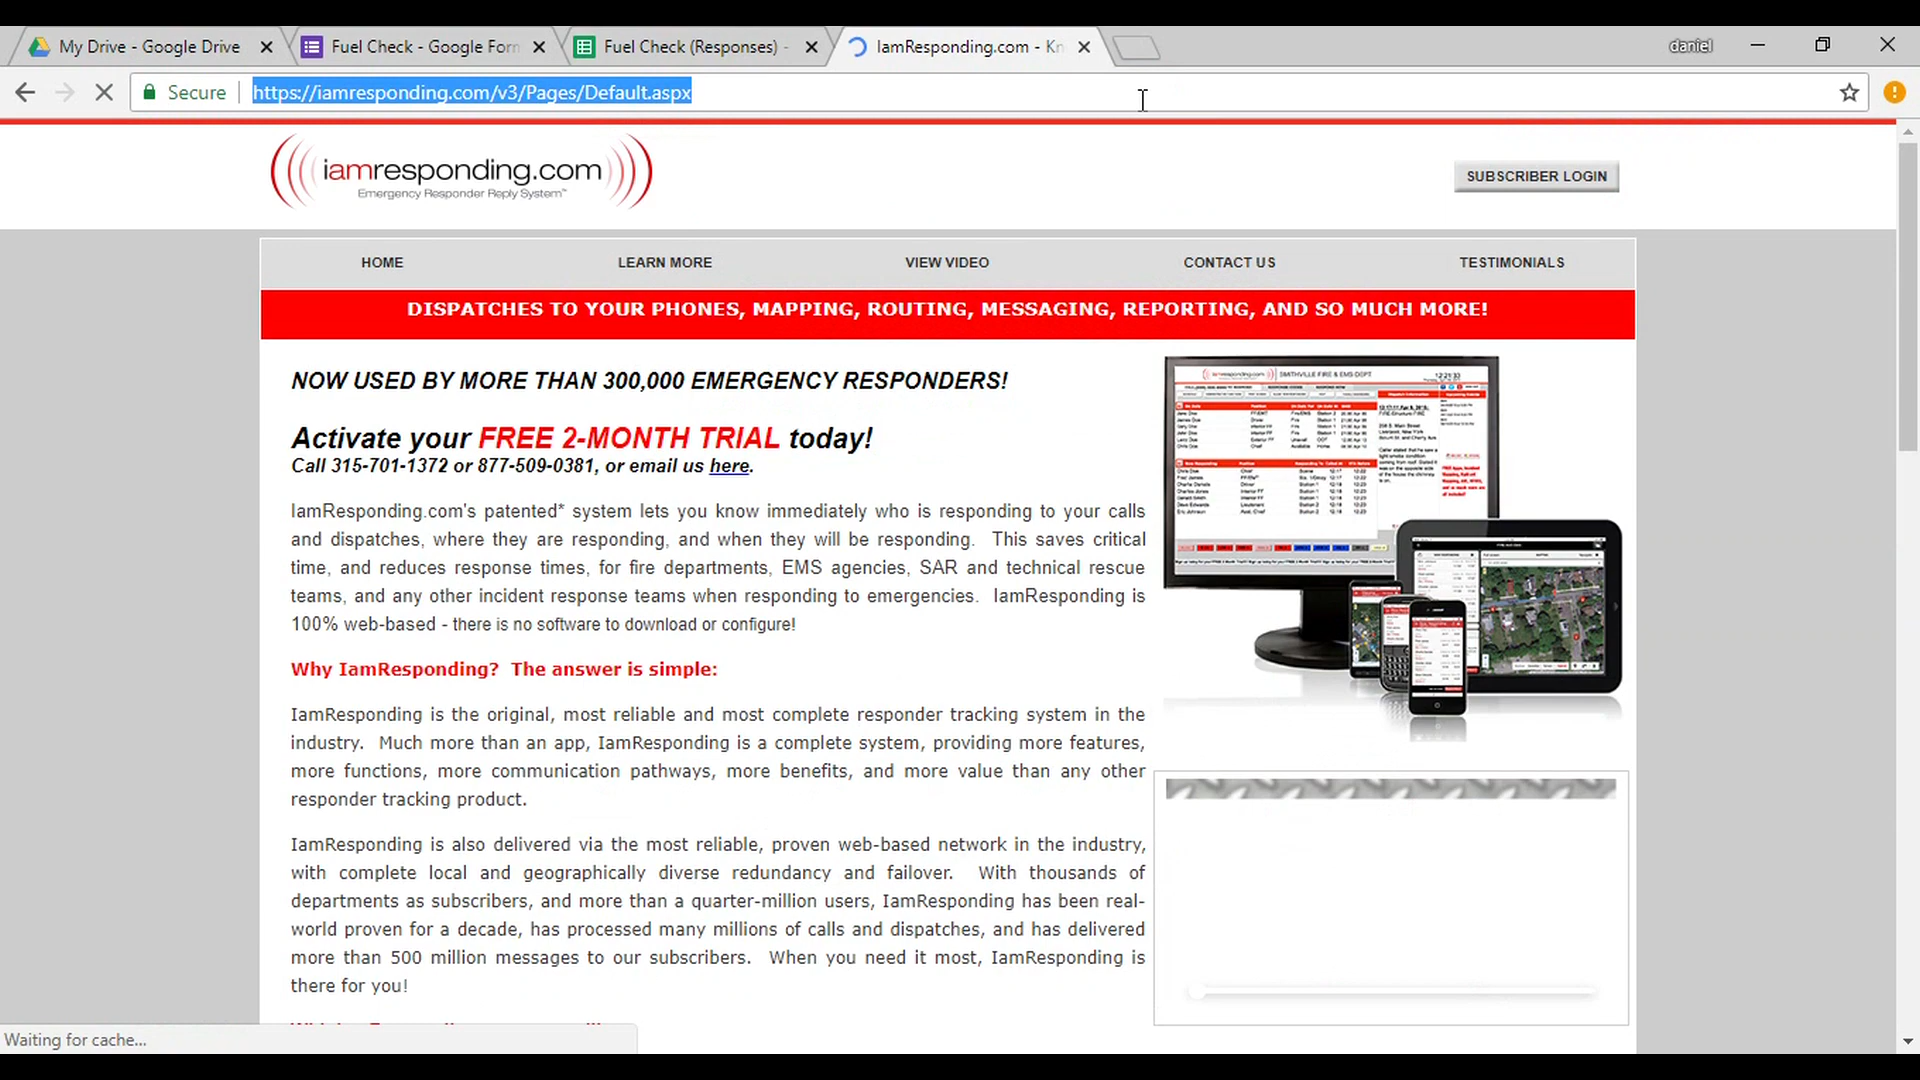 My Drive - Google Drive
Fuel Check - Google Form
Fuel Check (Responses) -
IamResponding.com - Kn
daniel
Secure
https://iamresponding.com/v3/Pages/Default.aspx
iamresponding.com
Emergency Responder Reply System™
SUBSCRIBER LOGIN
HOME
LEARN MORE
VIEW VIDEO
CONTACT US
TESTIMONIALS
DISPATCHES TO YOUR PHONES, MAPPING, ROUTING, MESSAGING, REPORTING, AND SO MUCH MORE!
NOW USED BY MORE THAN 300,000 EMERGENCY RESPONDERS!
Activate your FREE 2-MONTH TRIAL today!
Call 315-701-1372 or 877-509-0381, or email us here.
IamResponding.com's patented* system lets you know immediately who is responding to your calls
and dispatches, where they are responding, and when they will be responding. This saves critical
time, and reduces response times, for fire departments, EMS agencies, SAR and technical rescue
teams, and any other incident response teams when responding to emergencies. IamResponding is
100% web-based - there is no software to download or configure!
Why IamResponding? The answer is simple:
IamResponding is the original, most reliable and most complete responder tracking system in the
industry. Much more than an app, IamResponding is a complete system, providing more features,
more functions, more communication pathways, more benefits, and more value than any other
responder tracking product.
IamResponding is also delivered via the most reliable, proven web-based network in the industry,
with complete local and geographically diverse redundancy and failover. With thousands of
departments as subscribers, and more than a quarter-million users, IamResponding has been real-
world proven for a decade, has processed many millions of calls and dispatches, and has delivered
more than 500 million messages to our subscribers. When you need it most, IamResponding is
there for you!
iamresponding.com
SMITHVILLE FIRE & EMS DEPT
12:21:33
Waiting for cache...